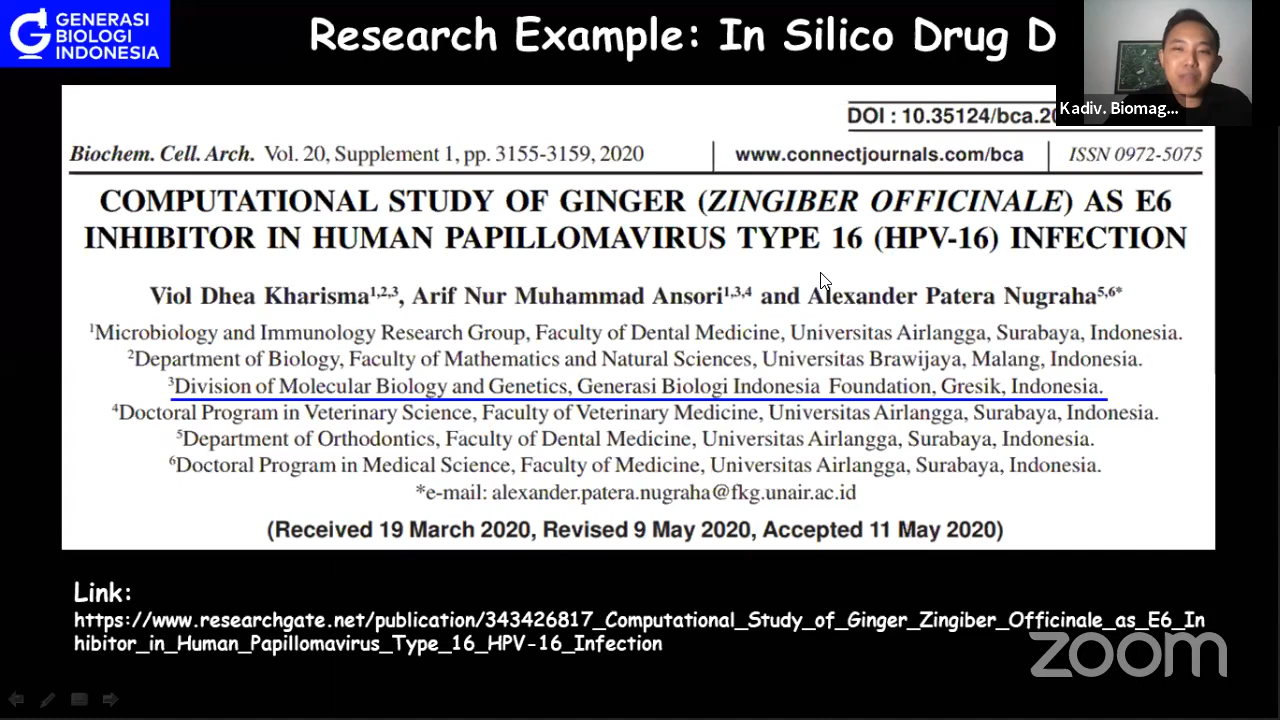 GENERASI
BIOLOGI
INDONESIA
Research Example: In Silico Drug D
Kadiv. Biomag...
DOI : 10.35124/bca.20
Biochem. Cell. Arch. Vol. 20, Supplement 1, pp. 3155-3159, 2020 www.connectjournals.com/bca ISSN 0972-5075
COMPUTATIONAL STUDY OF GINGER (ZINGIBER OFFICINALE) AS E6
INHIBITOR IN HUMAN PAPILLOMAVIRUS TYPE 16 (HPV-16) INFECTION
Viol Dhea Kharisma1,2,3, Arif Nur Muhammad Ansori1,3,4 and Alexander Patera Nugraha5,6*
1Microbiology and Immunology Research Group, Faculty of Dental Medicine, Universitas Airlangga, Surabaya, Indonesia.
2Department of Biology, Faculty of Mathematics and Natural Sciences, Universitas Brawijaya, Malang, Indonesia.
3Division of Molecular Biology and Genetics, Generasi Biologi Indonesia Foundation, Gresik, Indonesia.
4Doctoral Program in Veterinary Science, Faculty of Veterinary Medicine, Universitas Airlangga, Surabaya, Indonesia.
5Department of Orthodontics, Faculty of Dental Medicine, Universitas Airlangga, Surabaya, Indonesia.
6Doctoral Program in Medical Science, Faculty of Medicine, Universitas Airlangga, Surabaya, Indonesia.
*e-mail: alexander.patera.nugraha@fkg.unair.ac.id
(Received 19 March 2020, Revised 9 May 2020, Accepted 11 May 2020)
Link:
https://www.researchgate.net/publication/343426817_Computational_Study_of_Ginger_Zingiber_Officinale_as_E6_In
hibitor_in_Human_Papillomavirus_Type_16_HPV-16_Infection
zoom